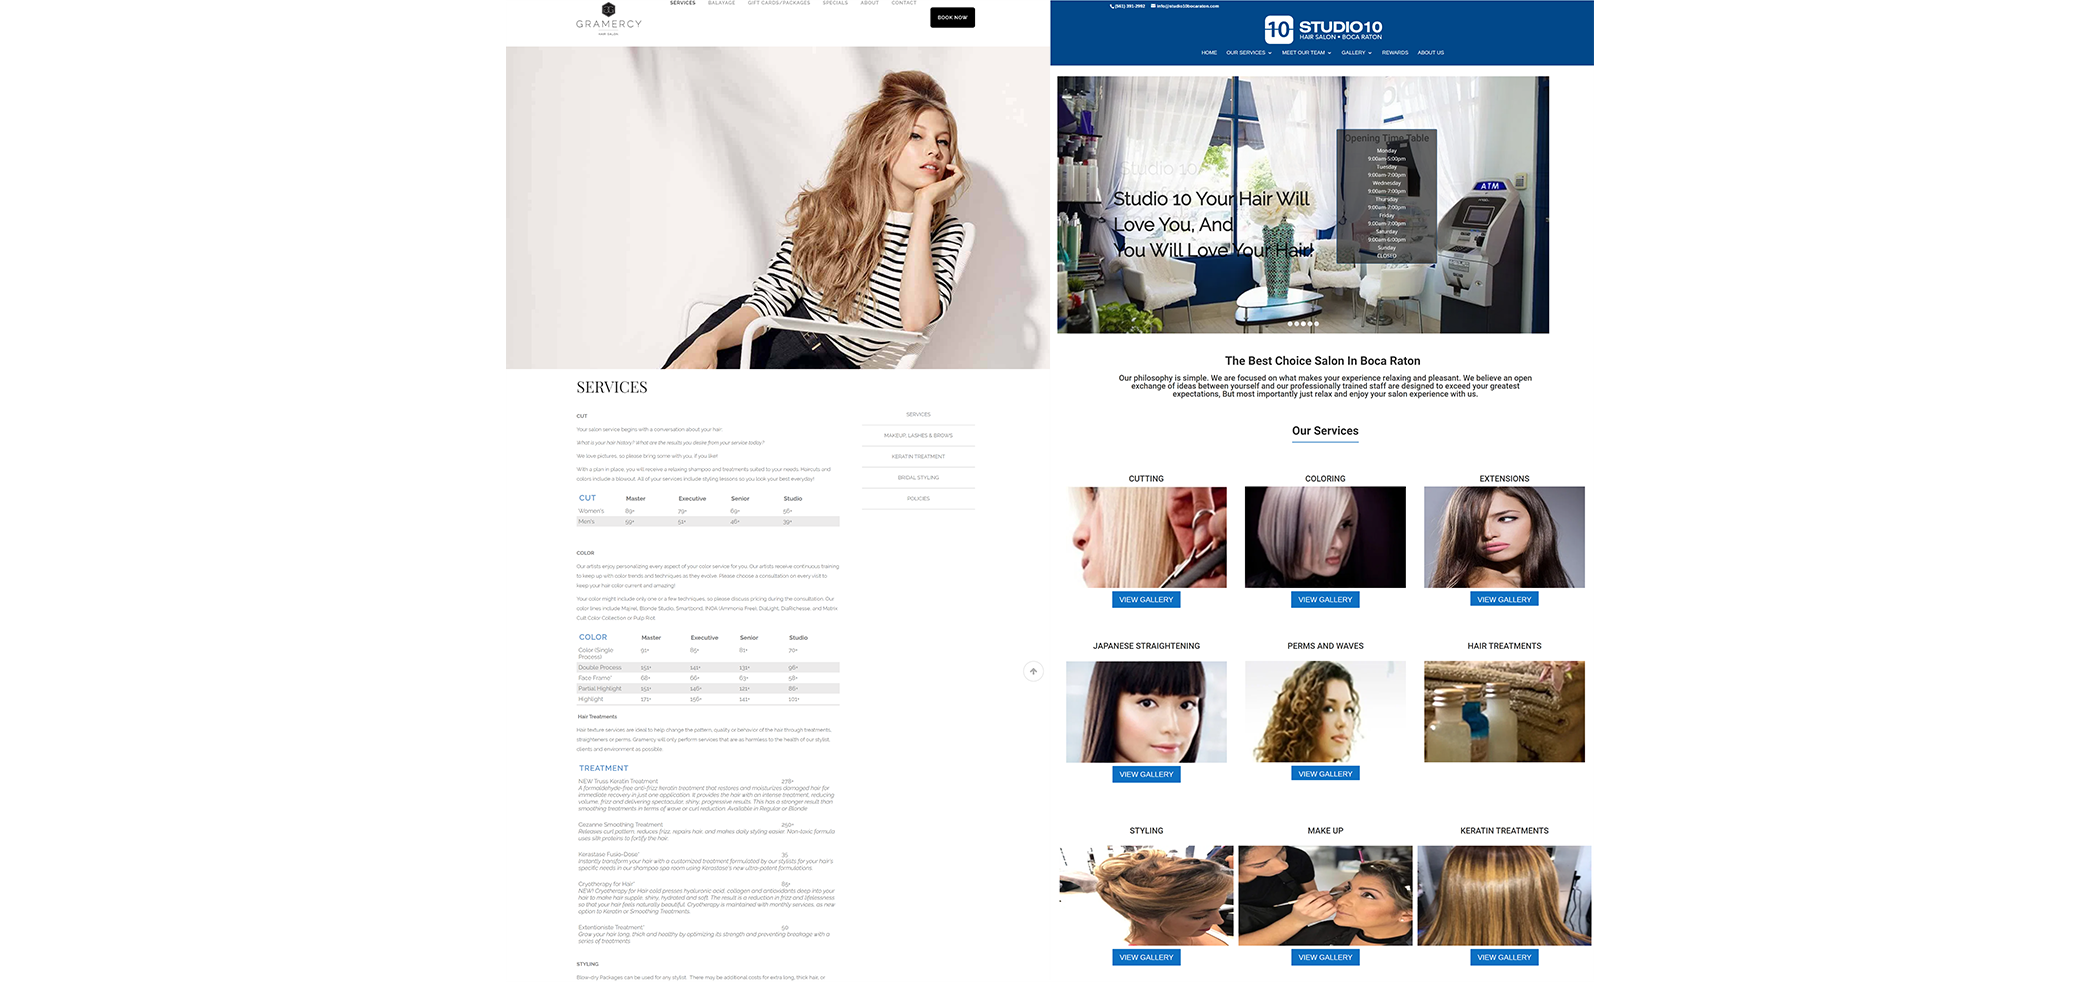 SERVICES BALAYAGE GIFT CARDS/PACKAGES SPECIALS ABOUT CONTACT
BOOK NOW
GRAMERCY
HAIR SALON
SERVICES
CUT
Your salon service begins with a conversation about your hair.
What is your hair history? What are the results you desire from your service today?
We love pictures, so please bring some with you, if you like!
With a plan in place, you will receive a relaxing shampoo and treatments suited to your needs. Haircuts and
colors include a blowout. All of your services include styling lessons so you look your best everyday!
CUT Master Executive Senior Studio
Women's 89+ 79+ 69+ 56+
Men's 59+ 51+ 46+ 39+
COLOR
Our artists enjoy personalizing every aspect of your color service for you. Our artists receive continuous training
to keep up with color trends and techniques as they evolve. Please choose a consultation on every visit to
keep your hair color current and amazing!
Your color might include only one or a few techniques, so please discuss pricing during the consultation. Our
color lines include Majirel, Blonde Studio, Smartbond, INOA (Ammonia Free), DiaLight, DiaRichesse, and Matrix
Cult Color Collection or Pulp Riot
COLOR Master Executive Senior Studio
Color (Single
Process) 91+ 85+ 81+ 70+
Double Process 151+ 141+ 131+ 96+
Face Frame* 68+ 66+ 63+ 58+
Partial Highlight 151+ 146+ 121+ 86+
Highlight 171+ 156+ 141+ 101+
Hair Treatments
Hair texture services are ideal to help change the pattern, quality or behavior of the hair through treatments,
straighteners or perms. Gramercy will only perform services that are as harmless to the health of our stylist,
clients and environment as possible.
TREATMENT
NEW Truss Keratin Treatment 278+
A formaldehyde-free anti-frizz keratin treatment that restores and moisturizes damaged hair for
immediate recovery in just one application. It provides the hair with an intense treatment, reducing
volume, frizz and delivering spectacular, shiny, progressive results. This has a stronger result than
smoothing treatments in terms of wave or curl reduction. Available in Regular or Blonde
Cezanne Smoothing Treatment 250+
Releases curl pattern, reduces frizz, repairs hair, and makes daily styling easier. Non-toxic formula
uses silk proteins to fortify the hair.
Kerastase Fusio-Dose* 35
Instantly transform your hair with a customized treatment formulated by our stylists for your hair's
specific needs in our shampoo spa room using Kerastase's new ultra-potent formulations.
Cryotherapy for Hair* 85+
NEW! Cryotherapy for Hair cold presses hyaluronic acid, collagen and antioxidants deep into your
hair to make hair supple, shiny, hydrated and soft. The result is a reduction in frizz and lifelessness
so that your hair feels naturally beautiful. Cryotherapy is maintained with monthly services, as new
option to Keratin or Smoothing Treatments.
Extentioniste Treatment* 50
Grow your hair long, thick and healthy by optimizing its strength and preventing breakage with a
series of treatments
STYLING
Blow-dry Packages can be used for any stylist. There may be additional costs for extra long, thick hair, or
SERVICES
MAKEUP, LASHES & BROWS
KERATIN TREATMENT
BRIDAL STYLING
POLICIES
(561) 391-2992 info@studio10bocaraton.com
10 STUDIO10
HAIR SALON • BOCA RATON
HOME OUR SERVICES MEET OUR TEAM GALLERY REWARDS ABOUT US
Studio 10
Studio 10 Your Hair Will
Love You, And
You Will Love Your Hair!
Opening Time Table
Monday
9:00am-5:00pm
Tuesday
9:00am-7:00pm
Wednesday
9:00am-7:00pm
Thursday
9:00am-7:00pm
Friday
9:00am-7:00pm
Saturday
9:00am-6:00pm
Sunday
CLOSED
ATM
The Best Choice Salon In Boca Raton
Our philosophy is simple. We are focused on what makes your experience relaxing and pleasant. We believe an open
exchange of ideas between yourself and our professionally trained staff are designed to exceed your greatest
expectations, But most importantly just relax and enjoy your salon experience with us.
Our Services
CUTTING COLORING EXTENSIONS
VIEW GALLERY VIEW GALLERY VIEW GALLERY
JAPANESE STRAIGHTENING PERMS AND WAVES HAIR TREATMENTS
VIEW GALLERY VIEW GALLERY
STYLING MAKE UP KERATIN TREATMENTS
VIEW GALLERY VIEW GALLERY VIEW GALLERY